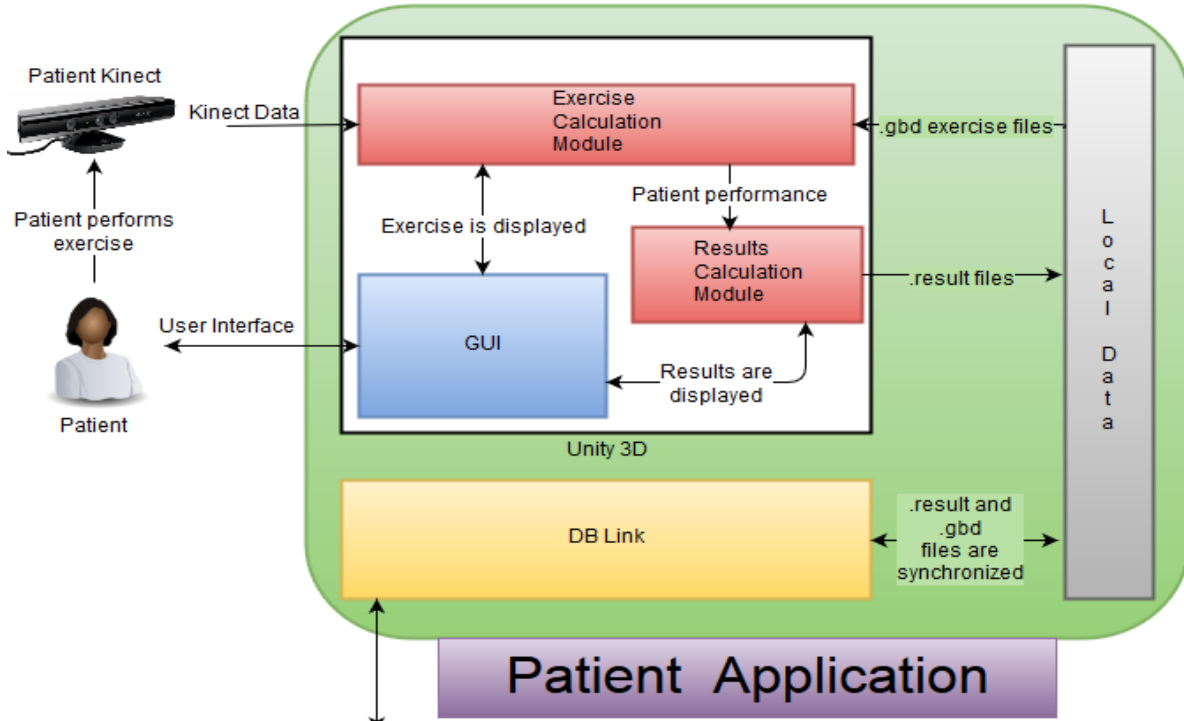 Patient Kinect
Kinect Data
Exercise
Calculation
Module
.gbd exercise files
Patient performs
exercise
Exercise is displayed
Patient performance
Results
Calculation
Module
.result files
Local Data
User Interface
GUI
Results are
displayed
Patient
Unity 3D
DB Link
.result and
.gbd
files are
synchronized
Patient Application